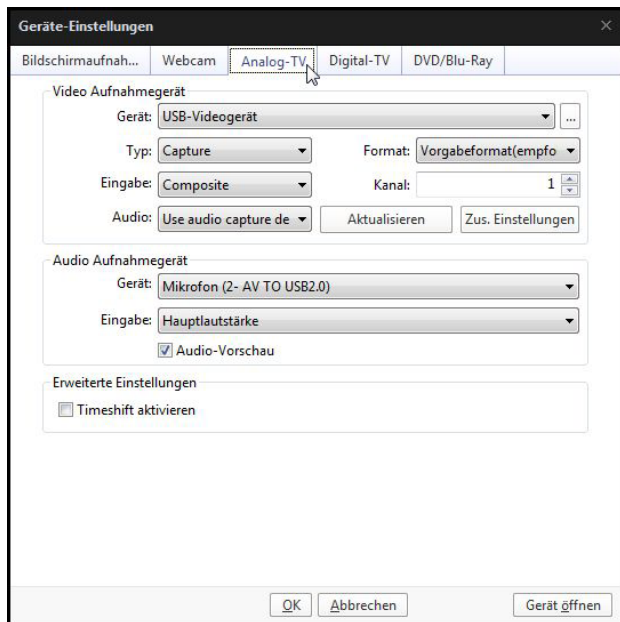 Geräte-Einstellungen
Bildschirmaufnah... Webcam Analog-TV Digital-TV DVD/Blu-Ray
Video Aufnahmegerät
Gerät: USB-Videogerät ...
Typ: Capture Format: Vorgabeformat(empfo
Eingabe: Composite Kanal: 1
Audio: Use audio capture de Aktualisieren Zus. Einstellungen
Audio Aufnahmegerät
Gerät: Mikrofon (2- AV TO USB2.0)
Eingabe: Hauptlautstärke
Audio-Vorschau
Erweiterte Einstellungen
Timeshift aktivieren
OK Abbrechen Gerät öffnen